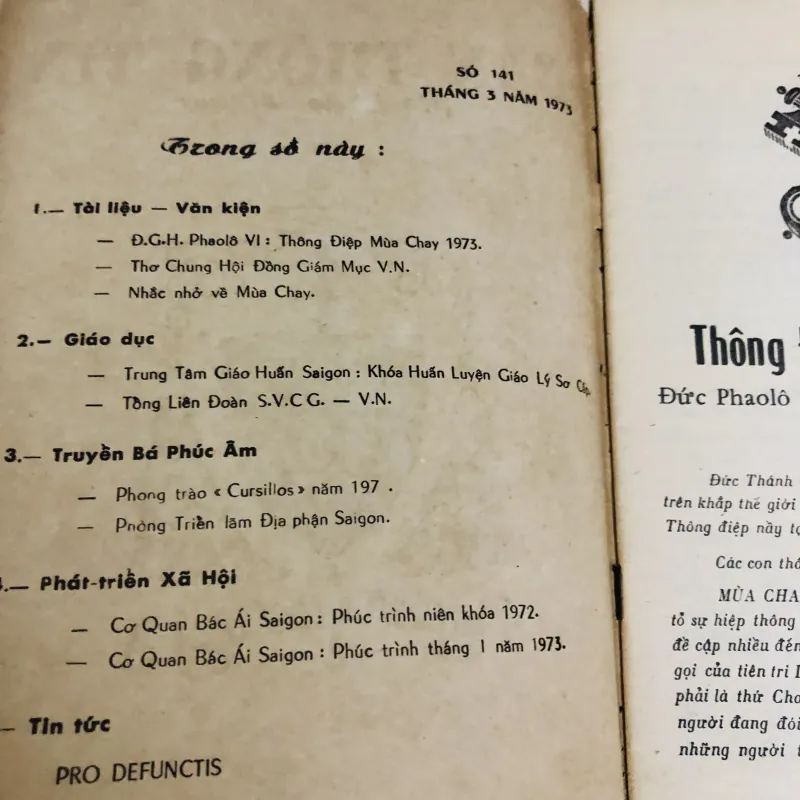 SỐ 141
THÁNG 3 NĂM 1973
Trong số này :
1.— Tài liệu — Văn kiện
— Đ.G.H. Phaolô VI : Thông Điệp Mùa Chay 1973.
— Thơ Chung Hội Đồng Giám Mục V.N.
— Nhắc nhở về Mùa Chay.
2.— Giáo dục
— Trung Tâm Giáo Huấn Saigon : Khóa Huấn Luyện Giáo Lý Sơ Cấp
— Tổng Liên Đoàn S.V.C G. — V.N.
3.— Truyền Bá Phúc Âm
— Phong trào « Cursillos » năm 197 .
— Phòng Triển lãm Địa phận Saigon.
4.— Phát-triển Xã Hội
— Cơ Quan Bác Ái Saigon : Phúc trình niên khóa 1972.
— Cơ Quan Bác Ái Saigon : Phúc trình tháng 1 năm 1973.
— Tin tức
PRO DEFUNCTIS
Thông
Đức Phaolô
Đức Thánh
trên khắp thế giới
Thông điệp nầy
Các con
MÙA
tỏ sự hiệp thông
đề cập nhiều đến
gọi của tiên tri
phải là thứ
người đang đói
những người